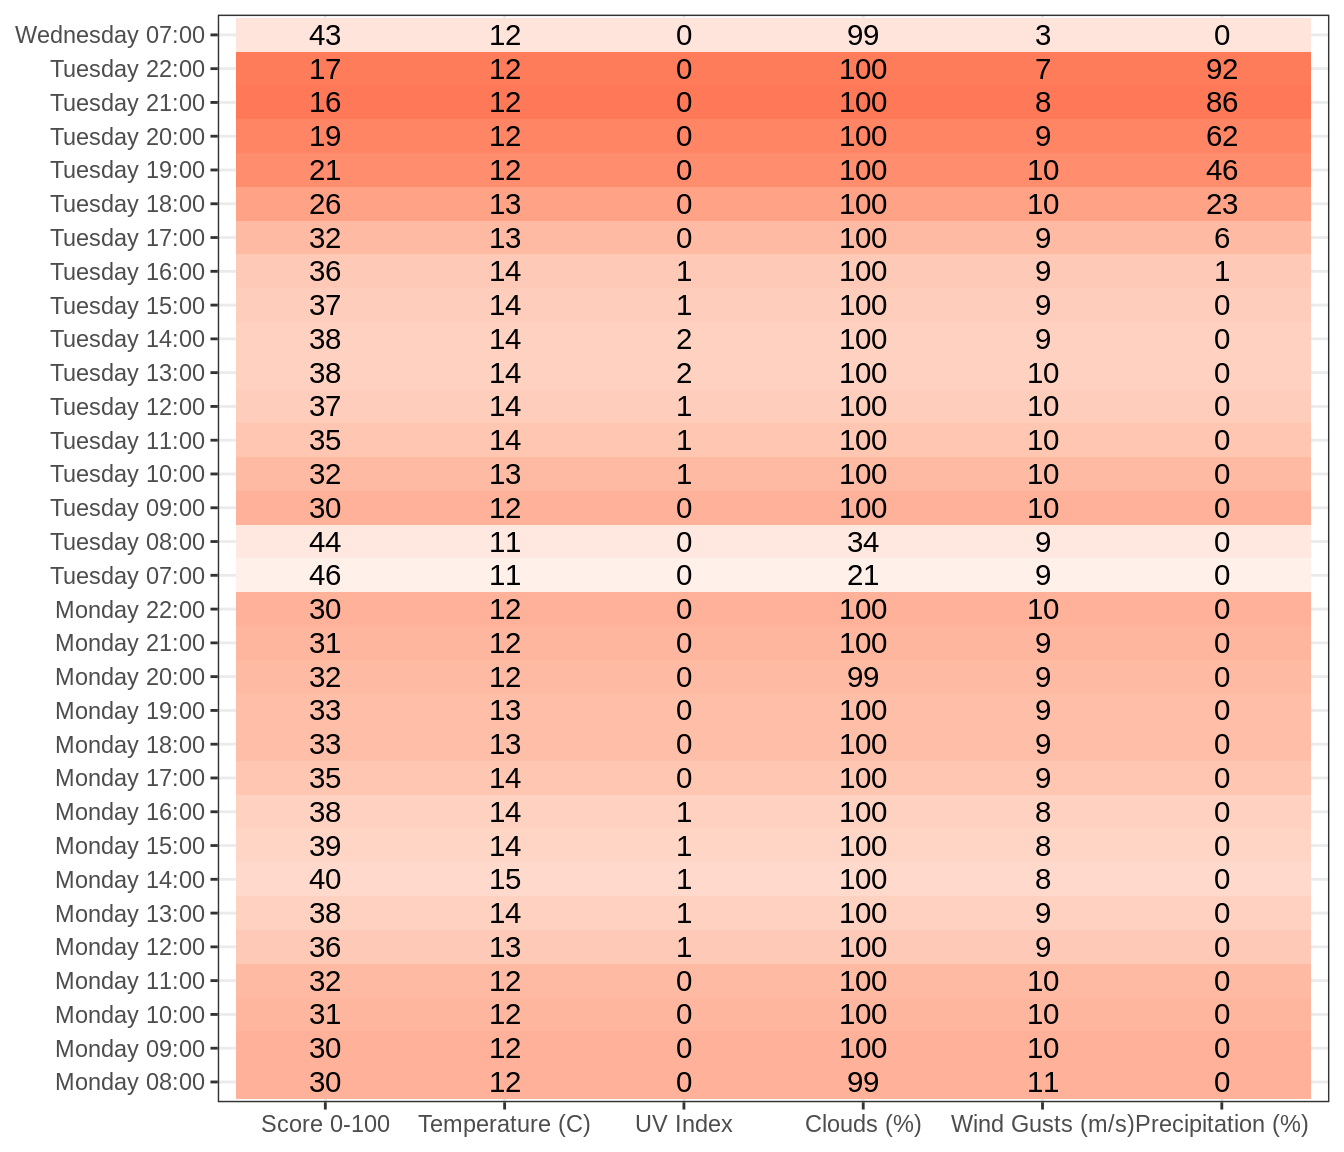 Wednesday 07:00 43 12 0 99 3 0
Tuesday 22:00 17 12 0 100 7 92
Tuesday 21:00 16 12 0 100 8 86
Tuesday 20:00 19 12 0 100 9 62
Tuesday 19:00 21 12 0 100 10 46
Tuesday 18:00 26 13 0 100 10 23
Tuesday 17:00 32 13 0 100 9 6
Tuesday 16:00 36 14 1 100 9 1
Tuesday 15:00 37 14 1 100 9 0
Tuesday 14:00 38 14 2 100 9 0
Tuesday 13:00 38 14 2 100 10 0
Tuesday 12:00 37 14 1 100 10 0
Tuesday 11:00 35 14 1 100 10 0
Tuesday 10:00 32 13 1 100 10 0
Tuesday 09:00 30 12 0 100 10 0
Tuesday 08:00 44 11 0 34 9 0
Tuesday 07:00 46 11 0 21 9 0
Monday 22:00 30 12 0 100 10 0
Monday 21:00 31 12 0 100 9 0
Monday 20:00 32 12 0 99 9 0
Monday 19:00 33 13 0 100 9 0
Monday 18:00 33 13 0 100 9 0
Monday 17:00 35 14 0 100 9 0
Monday 16:00 38 14 1 100 8 0
Monday 15:00 39 14 1 100 8 0
Monday 14:00 40 15 1 100 8 0
Monday 13:00 38 14 1 100 9 0
Monday 12:00 36 13 1 100 9 0
Monday 11:00 32 12 0 100 10 0
Monday 10:00 31 12 0 100 10 0
Monday 09:00 30 12 0 100 10 0
Monday 08:00 30 12 0 99 11 0
Score 0-100 Temperature (C) UV Index Clouds (%) Wind Gusts (m/s) Precipitation (%)